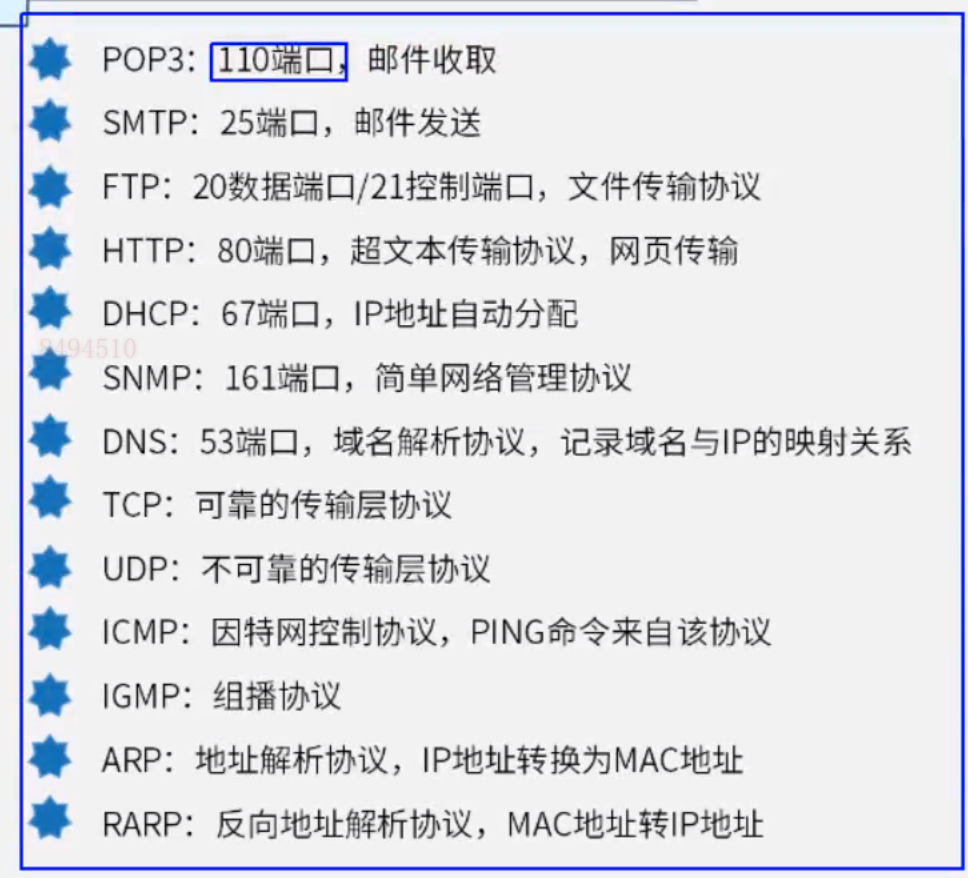 POP3：110端口，邮件收取
SMTP：25端口，邮件发送
FTP：20数据端口/21控制端口，文件传输协议
HTTP：80端口，超文本传输协议，网页传输
DHCP：67端口，IP地址自动分配
8494510
SNMP：161端口，简单网络管理协议
DNS：53端口，域名解析协议，记录域名与IP的映射关系
TCP：可靠的传输层协议
UDP：不可靠的传输层协议
ICMP：因特网控制协议，PING命令来自该协议
IGMP：组播协议
ARP：地址解析协议，IP地址转换为MAC地址
RARP：反向地址解析协议，MAC地址转IP地址